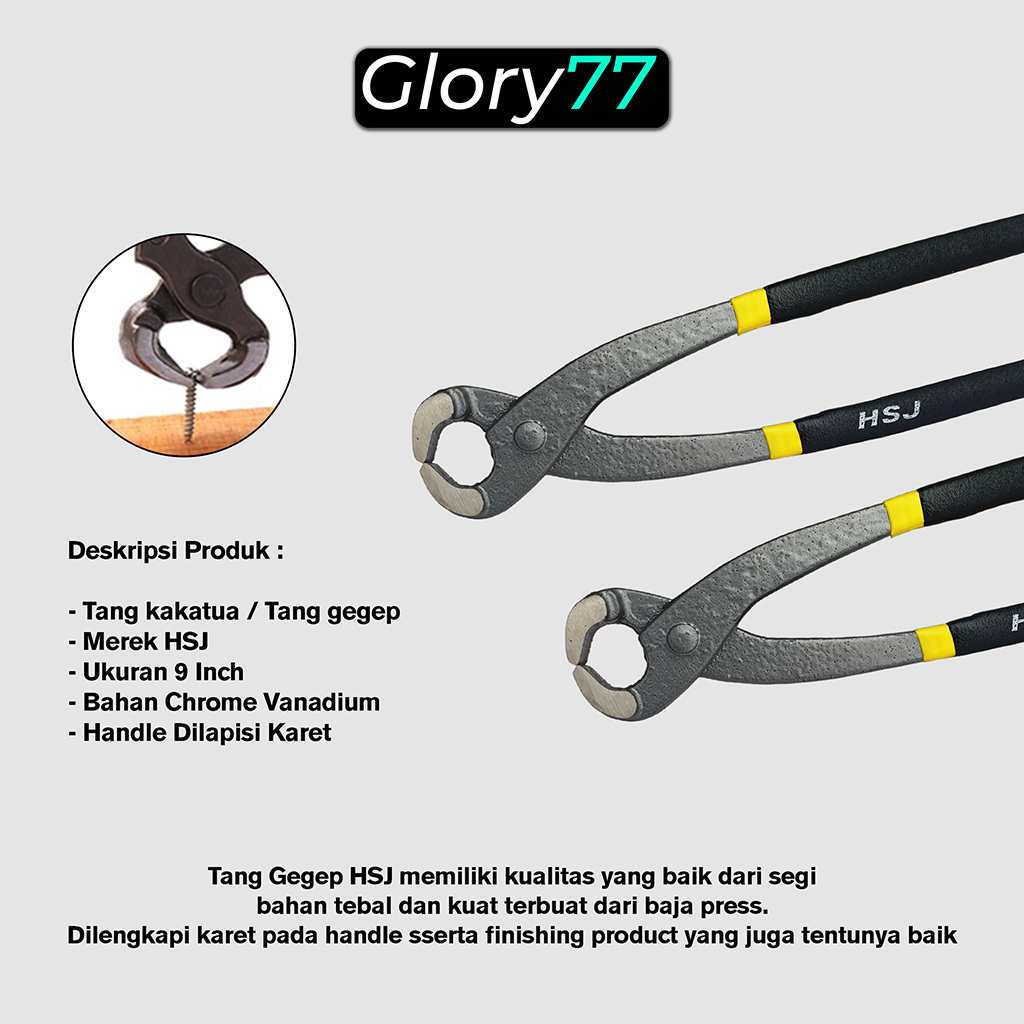 Glory77
HSJ
Deskripsi Produk :
- Tang kakatua / Tang gegep
- Merek HSJ
- Ukuran 9 Inch
- Bahan Chrome Vanadium
- Handle Dilapisi Karet
Tang Gegep HSJ memiliki kualitas yang baik dari segi
bahan tebal dan kuat terbuat dari baja press.
Dilengkapi karet pada handle sserta finishing product yang juga tentunya baik